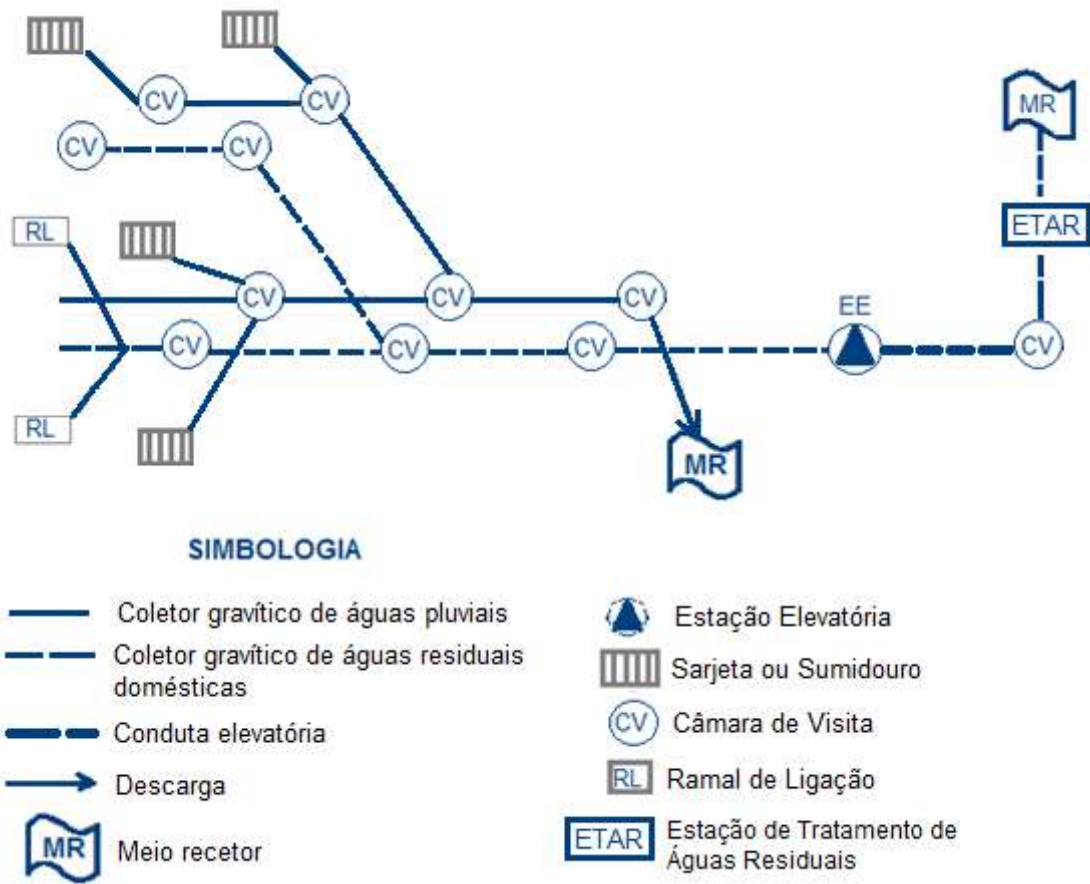 CV
CV
MR
CV
CV
RL
ETAR
CV
CV
CV
EE
CV
CV
CV
CV
RL
MR
SIMBOLOGIA
Coletor gravítico de águas pluviais
Coletor gravítico de águas residuais
domésticas
Conduta elevatória
Descarga
MR
Meio recetor
Estação Elevatória
Sarjeta ou Sumidouro
CV
Câmara de Visita
RL
Ramal de Ligação
ETAR
Estação de Tratamento de
Águas Residuais